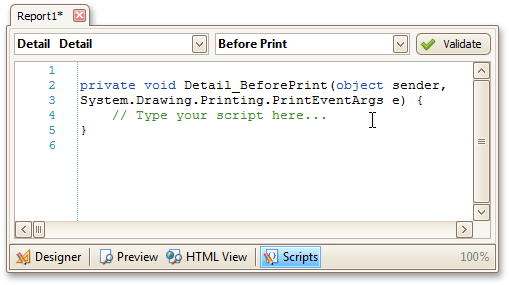 Report1*
Detail Detail Before Print Validate
1
2 private void Detail_BeforePrint(object sender,
3 System.Drawing.Printing.PrintEventArgs e) {
4 // Type your script here...
5 }
6
Designer Preview HTML View Scripts 100%